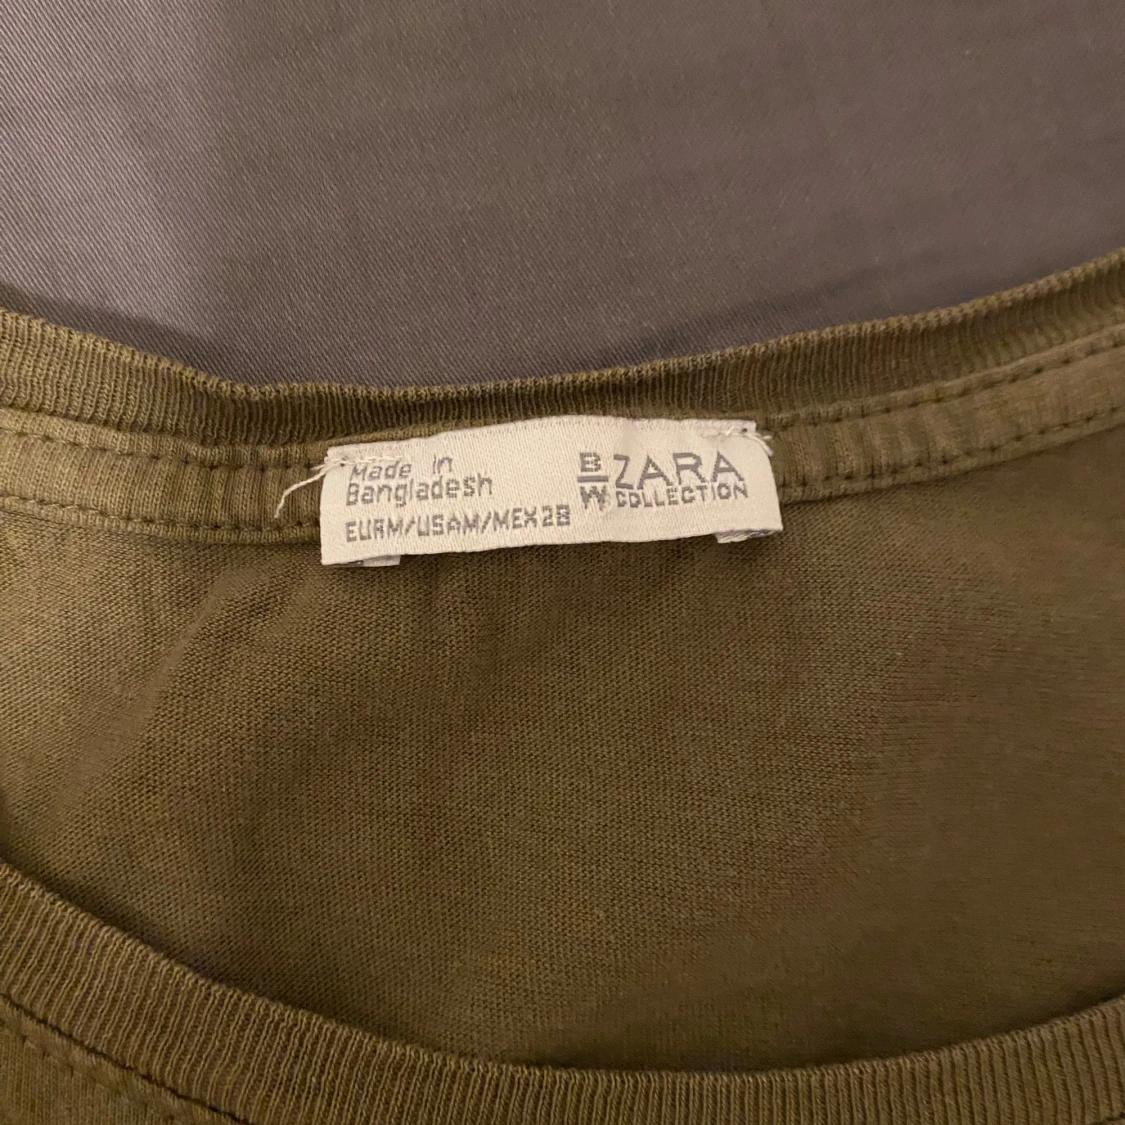 Made in
Bangladesh
EUR M/USA M/MEX 28
B/W ZARA
COLLECTION